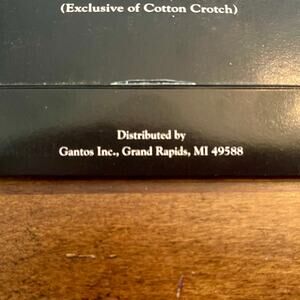 (Exclusive of Cotton Crotch)
Distributed by
Gantos Inc., Grand Rapids, MI 49588